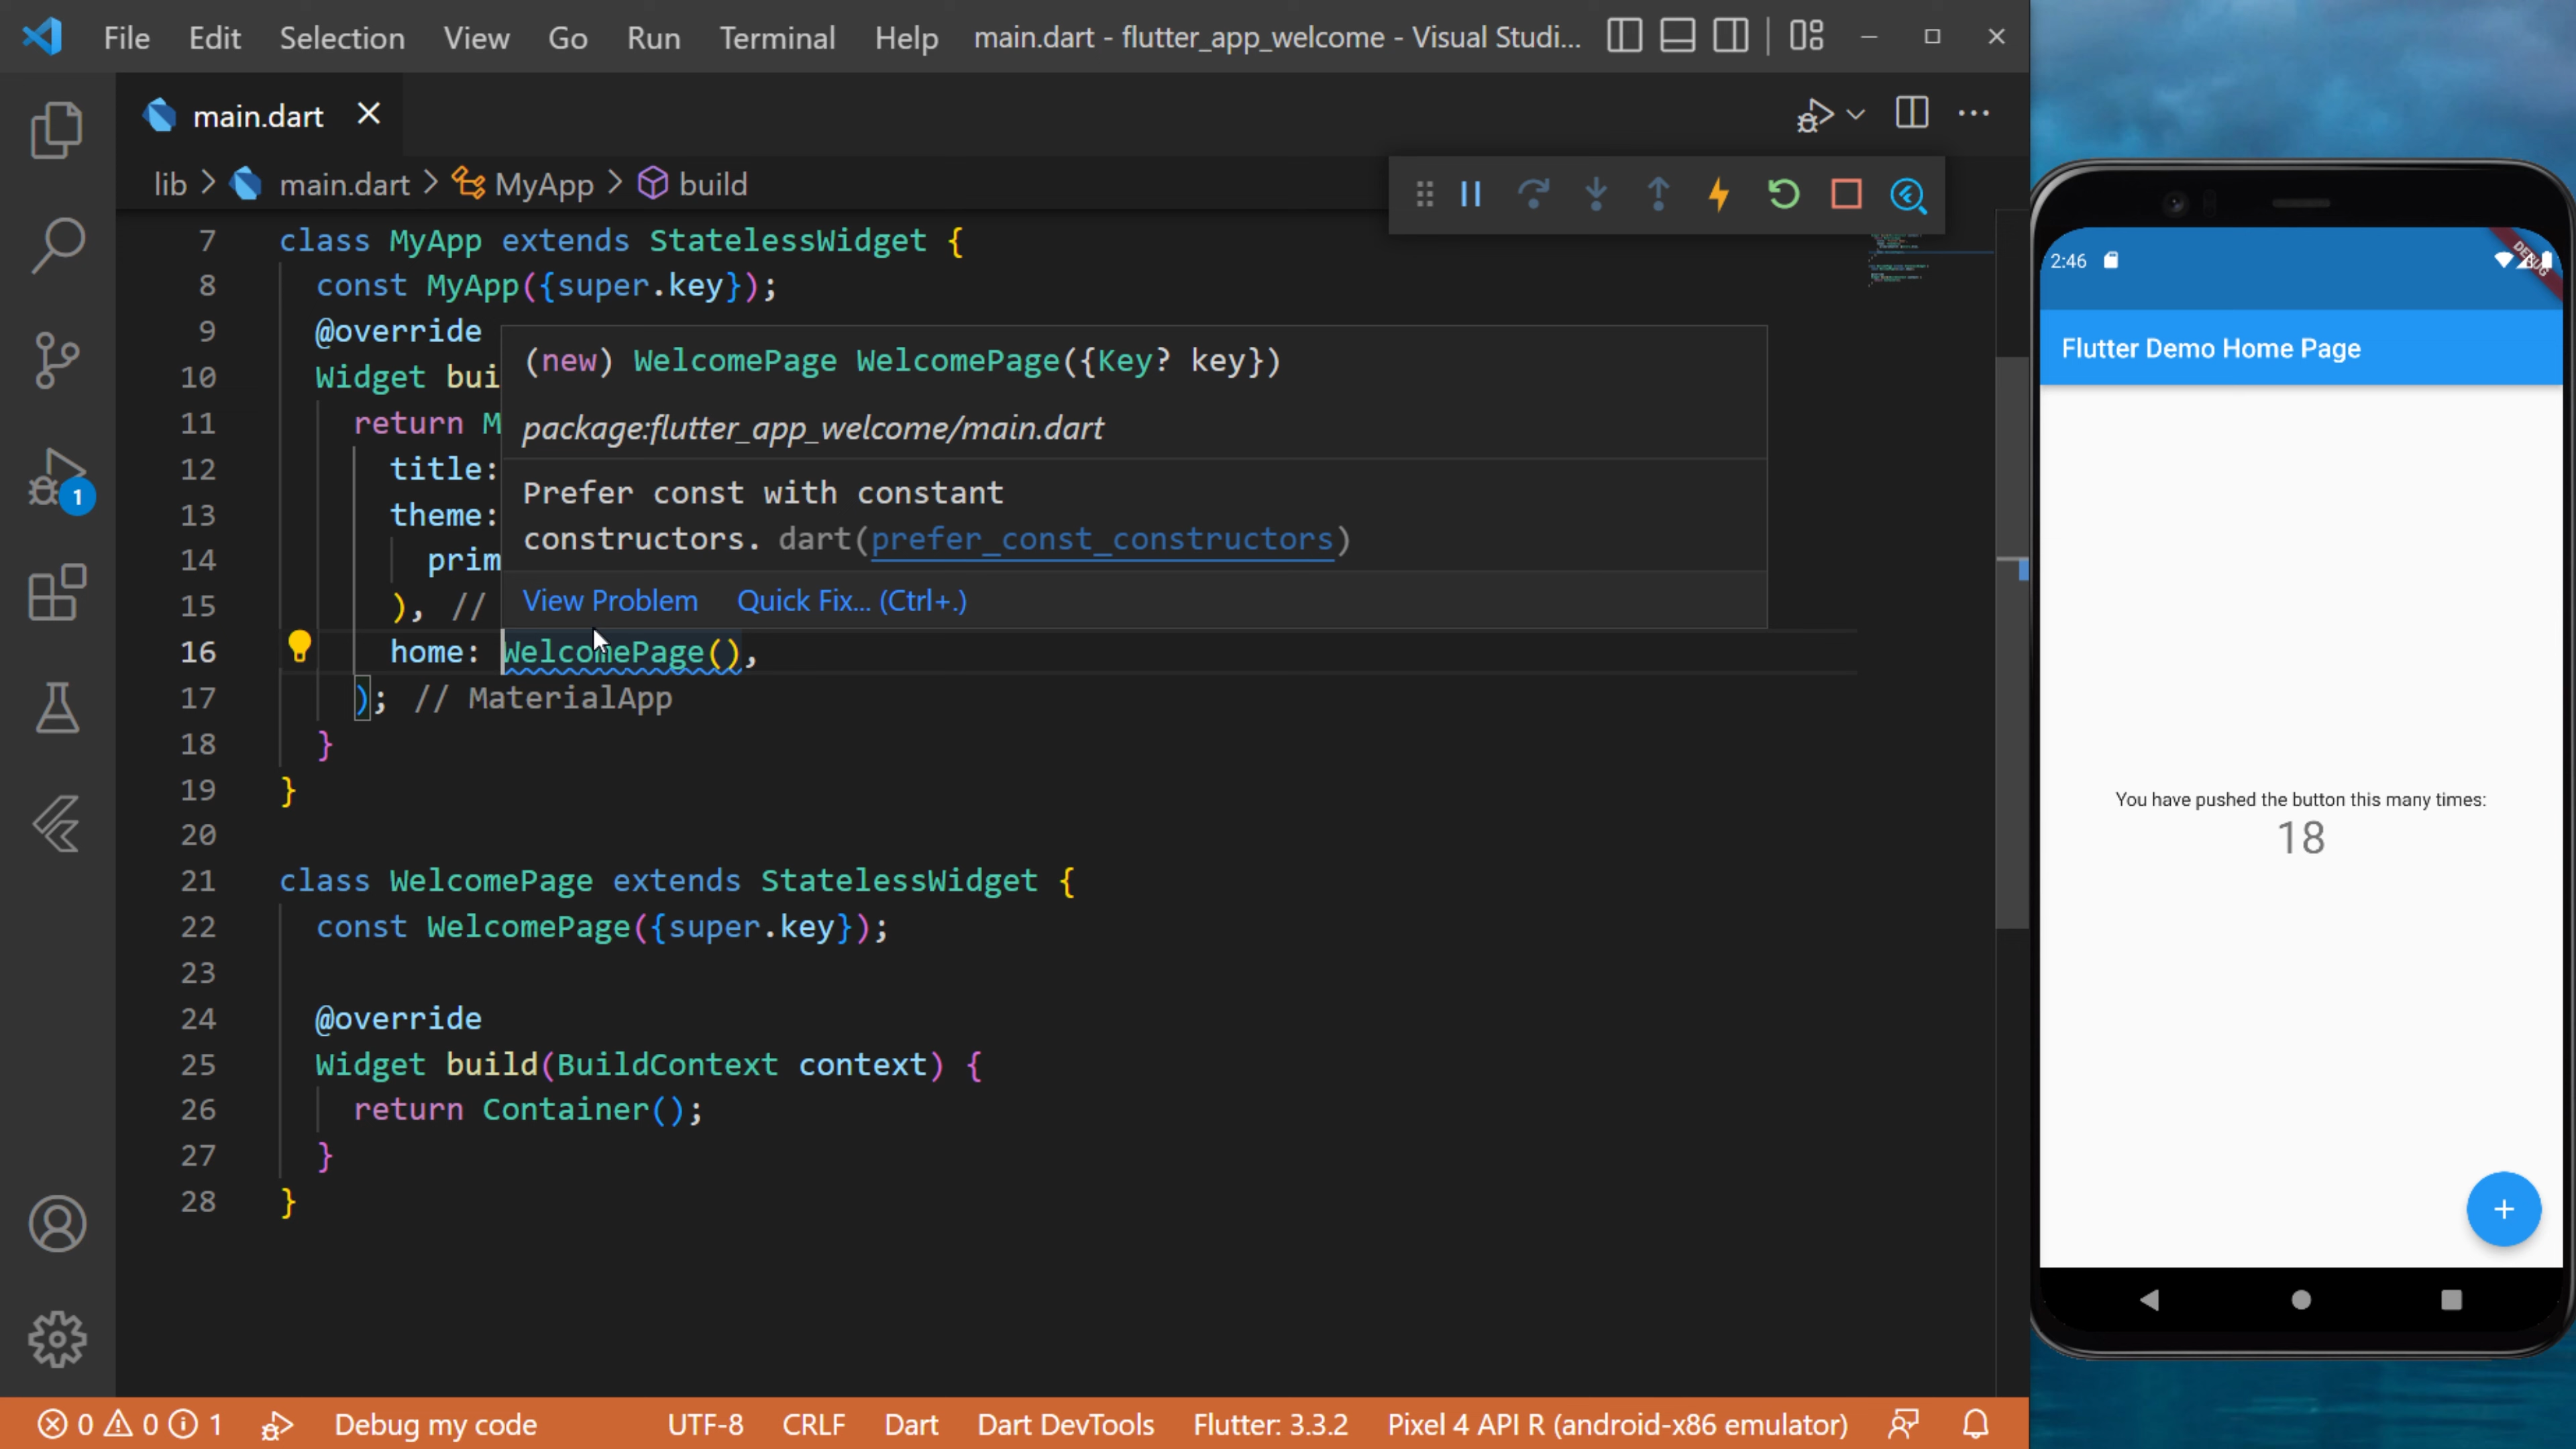 File Edit Selection View Go Run Terminal Help main.dart - flutter_app_welcome - Visual Studi...
main.dart
lib > main.dart > MyApp > build
7 class MyApp extends StatelessWidget {
8 const MyApp({super.key});
9 @override
10 Widget bui
11 return M
12 title:
13 theme:
14 prim
15 ), //
16 home: WelcomePage(),
17 ); // MaterialApp
18 }
19 }
20
21 class WelcomePage extends StatelessWidget {
22 const WelcomePage({super.key});
23
24 @override
25 Widget build(BuildContext context) {
26 return Container();
27 }
28 }
(new) WelcomePage WelcomePage({Key? key})
package:flutter_app_welcome/main.dart
Prefer const with constant
constructors. dart(prefer_const_constructors)
View Problem Quick Fix... (Ctrl+.)
1
0 0 1 Debug my code UTF-8 CRLF Dart Dart DevTools Flutter: 3.3.2 Pixel 4 API R (android-x86 emulator)
2:46
DEBUG
Flutter Demo Home Page
You have pushed the button this many times:
18
+